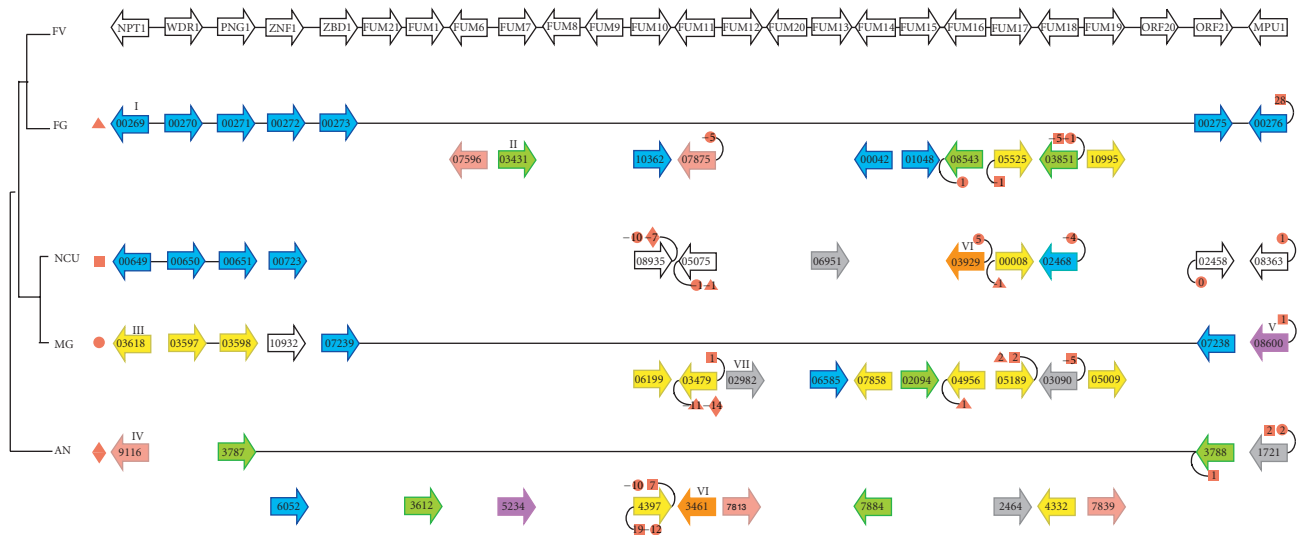 FV NPT1 WDR1 PNG1 ZNF1 ZBD1 FUM21 FUM1 FUM6 FUM7 FUM8 FUM9 FUM10 FUM11 FUM12 FUM20 FUM13 FUM14 FUM15 FUM16 FUM17 FUM18 FUM19 ORF20 ORF21 MPU1
I 28
FG 00269 00270 00271 00272 00273 00275 00276
II −5 −5 −1
07596 03431 10362 07875 00042 01048 08543 05525 03851 10995
1 1
−10 −7 VI 5 −4 1
NCU 00649 00650 00651 00723 08935 05075 06951 03929 00008 02468 02458 08363
−1 −1 1 0
III V 1
MG 03618 03597 03598 10932 07239 07238 08600
1 VII 2 2 −5
06199 03479 02982 06585 07858 02094 04956 05189 03090 05009
−11 −14 1
IV 2 2
AN 9116 3787 3788 1721
1
−10 7 VI
6052 3612 5234 4397 3461 7813 7884 2464 4332 7839
19 −12